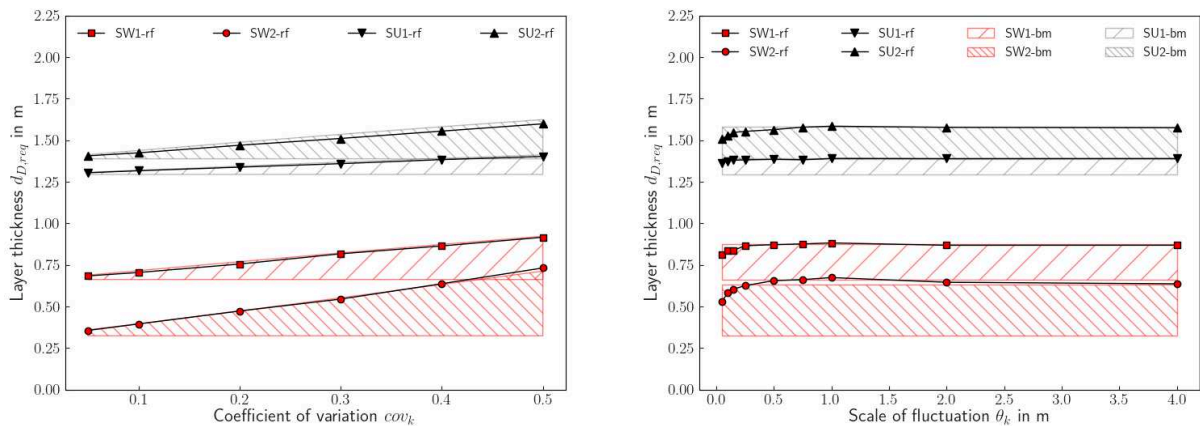 2.25
2.00
1.75
1.50
1.25
1.00
0.75
0.50
0.25
0.00
Layer thickness d_{D,req} in m
SW1-rf SW2-rf SU1-rf SU2-rf
0.1 0.2 0.3 0.4 0.5
Coefficient of variation cov_k
2.25
2.00
1.75
1.50
1.25
1.00
0.75
0.50
0.25
0.00
Layer thickness d_{D,req} in m
SW1-rf SU1-rf SW1-bm SU1-bm
SW2-rf SU2-rf SW2-bm SU2-bm
0.0 0.5 1.0 1.5 2.0 2.5 3.0 3.5 4.0
Scale of fluctuation θ_k in m